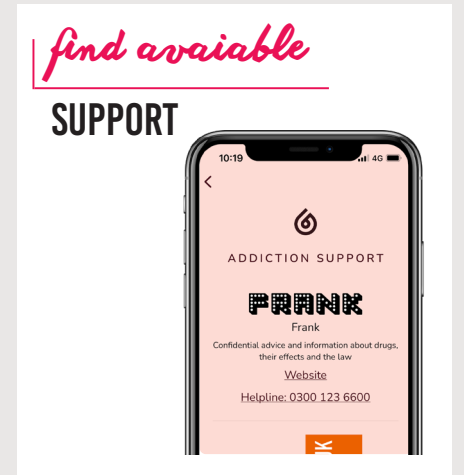 find avaiable
SUPPORT
10:19
4G
ADDICTION SUPPORT
FRANK
Frank
Confidential advice and information about drugs,
their effects and the law
Website
Helpline: 0300 123 6600